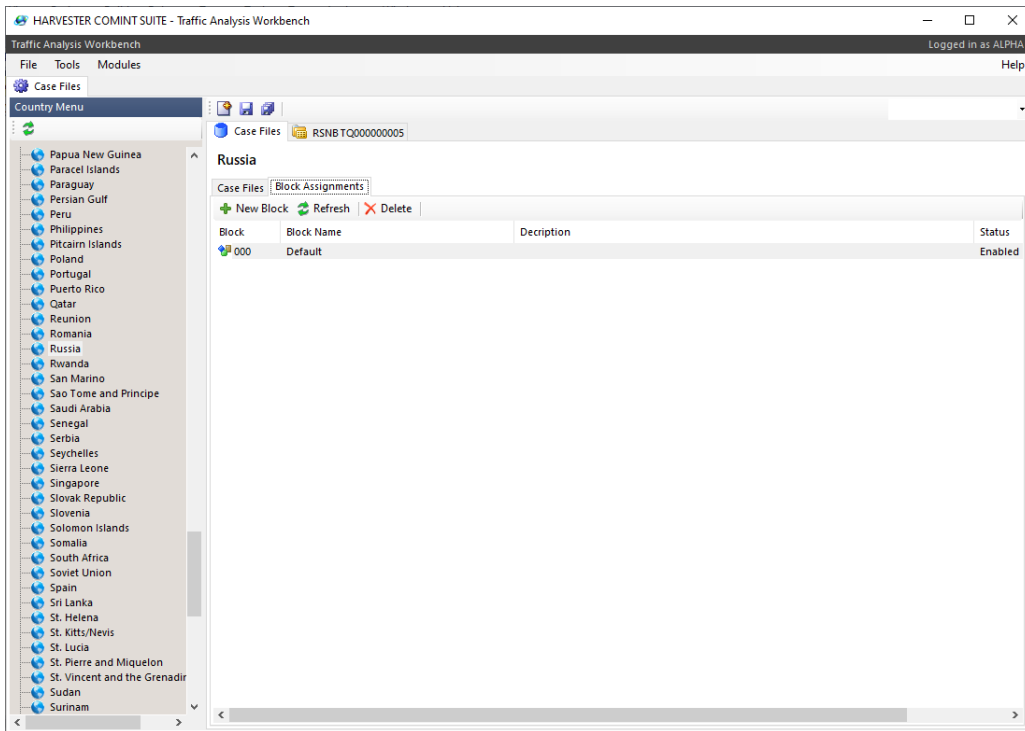 HARVESTER COMINT SUITE - Traffic Analysis Workbench
Traffic Analysis Workbench Logged in as ALPHA
File Tools Modules Help
Case Files
Country Menu
Case Files RSNBTQ000000005
Russia
Case Files Block Assignments
New Block Refresh Delete
Block Block Name Decription Status
000 Default Enabled
Papua New Guinea
Paracel Islands
Paraguay
Persian Gulf
Peru
Philippines
Pitcairn Islands
Poland
Portugal
Puerto Rico
Qatar
Reunion
Romania
Russia
Rwanda
San Marino
Sao Tome and Principe
Saudi Arabia
Senegal
Serbia
Seychelles
Sierra Leone
Singapore
Slovak Republic
Slovenia
Solomon Islands
Somalia
South Africa
Soviet Union
Spain
Sri Lanka
St. Helena
St. Kitts/Nevis
St. Lucia
St. Pierre and Miquelon
St. Vincent and the Grenadin
Sudan
Surinam